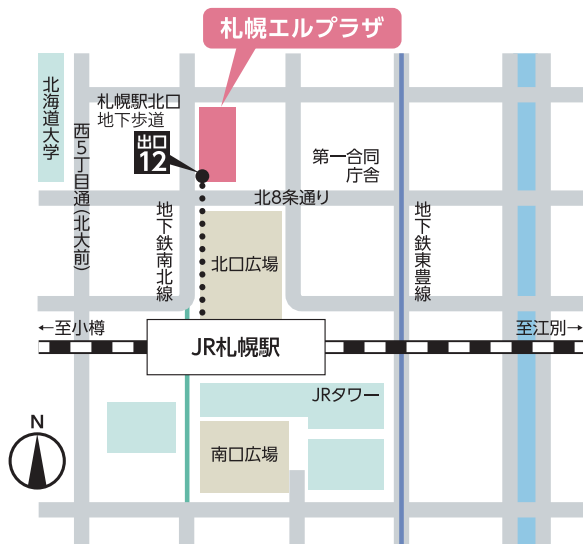 札幌エルプラザ
北海道大学
札幌駅北口
地下歩道
出口
12
第一合同
庁舎
西5丁目通(北大前)
北8条通り
地下鉄南北線
地下鉄東豊線
北口広場
←至小樽
至江別→
JR札幌駅
JRタワー
南口広場
N